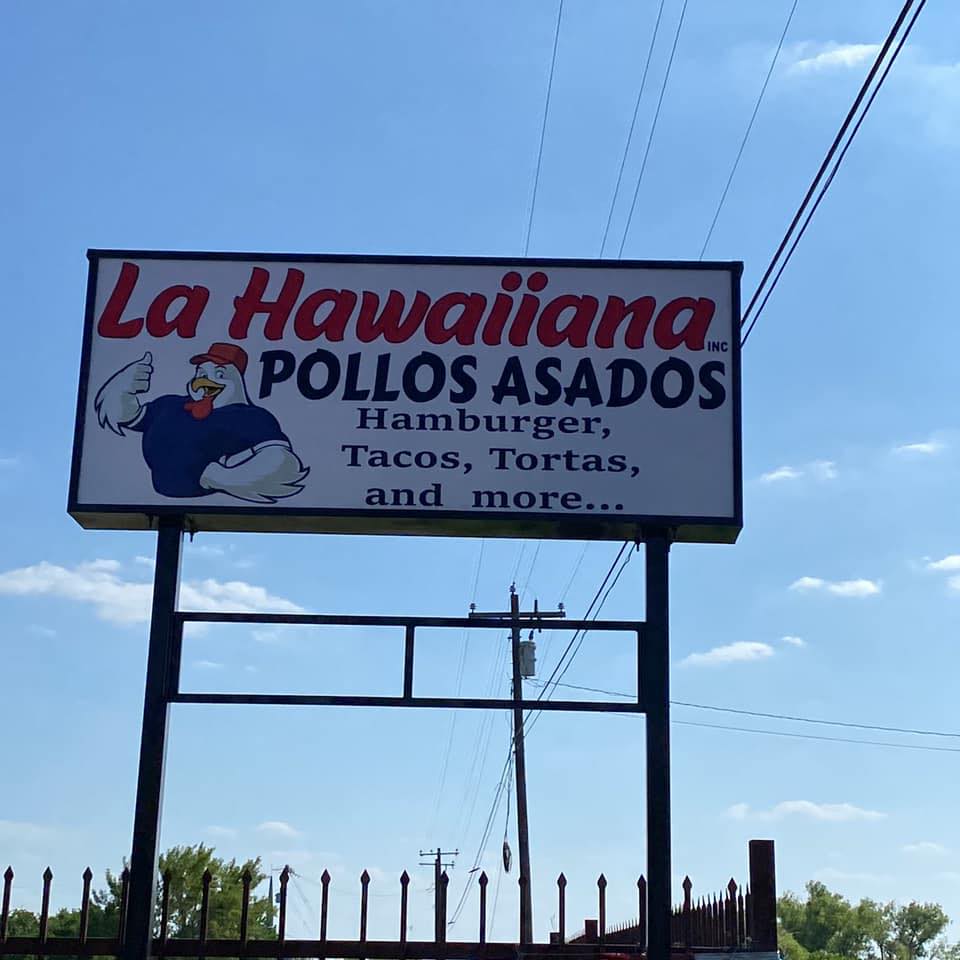 La Hawaiiana INC
POLLOS ASADOS
Hamburger,
Tacos, Tortas,
and more...